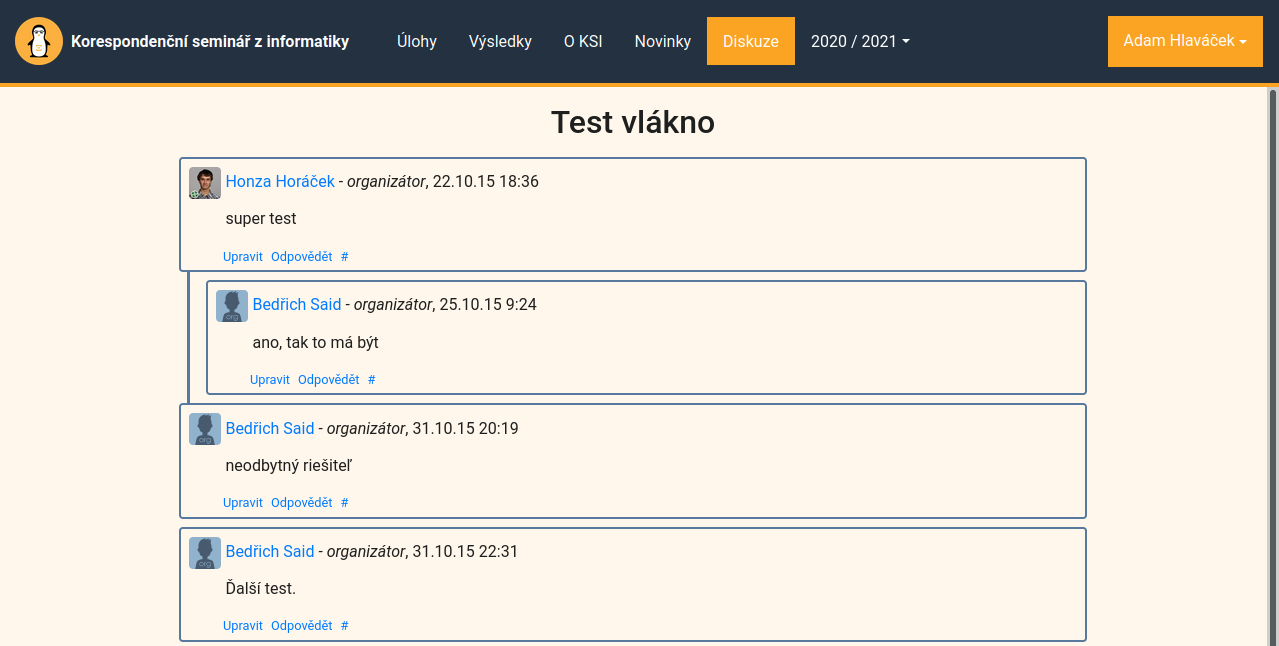 Korespondenční seminář z informatiky Úlohy Výsledky O KSI Novinky Diskuze 2020 / 2021 Adam Hlaváček
Test vlákno
Honza Horáček - organizátor, 22.10.15 18:36
super test
Upravit Odpovědět #
org Bedřich Said - organizátor, 25.10.15 9:24
ano, tak to má být
Upravit Odpovědět #
org Bedřich Said - organizátor, 31.10.15 20:19
neodbytný riešiteľ
Upravit Odpovědět #
org Bedřich Said - organizátor, 31.10.15 22:31
Ďalší test.
Upravit Odpovědět #